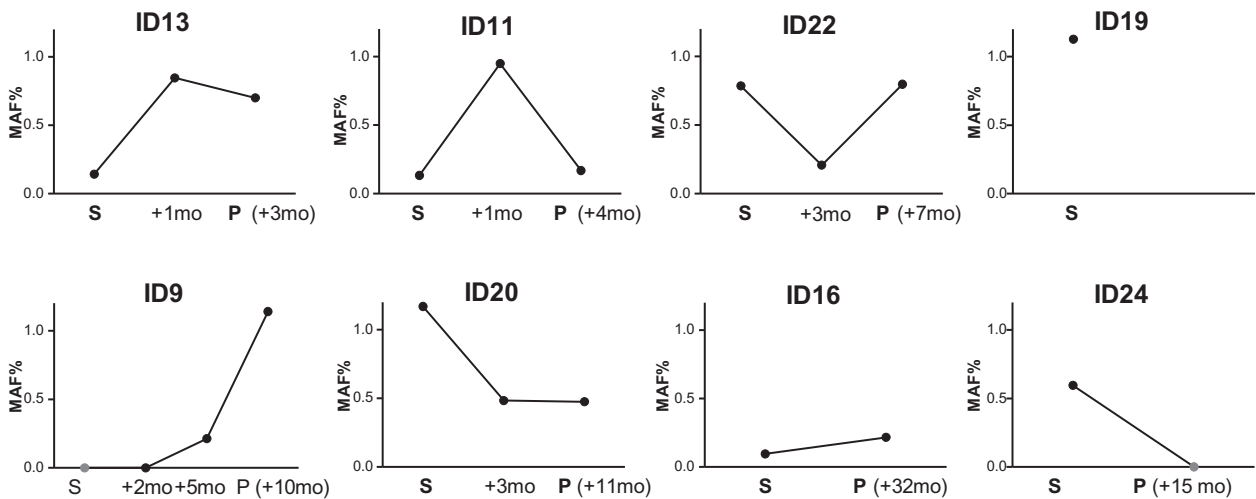 ID13
MAF%
1.0
0.5
0.0
S +1mo P (+3mo)
ID11
MAF%
1.0
0.5
0.0
S +1mo P (+4mo)
ID22
MAF%
1.0
0.5
0.0
S +3mo P (+7mo)
ID19
MAF%
1.0
0.5
0.0
S
ID9
MAF%
1.0
0.5
0.0
S +2mo +5mo P (+10mo)
ID20
MAF%
1.0
0.5
0.0
S +3mo P (+11mo)
ID16
MAF%
1.0
0.5
0.0
S P (+32mo)
ID24
MAF%
1.0
0.5
0.0
S P (+15 mo)